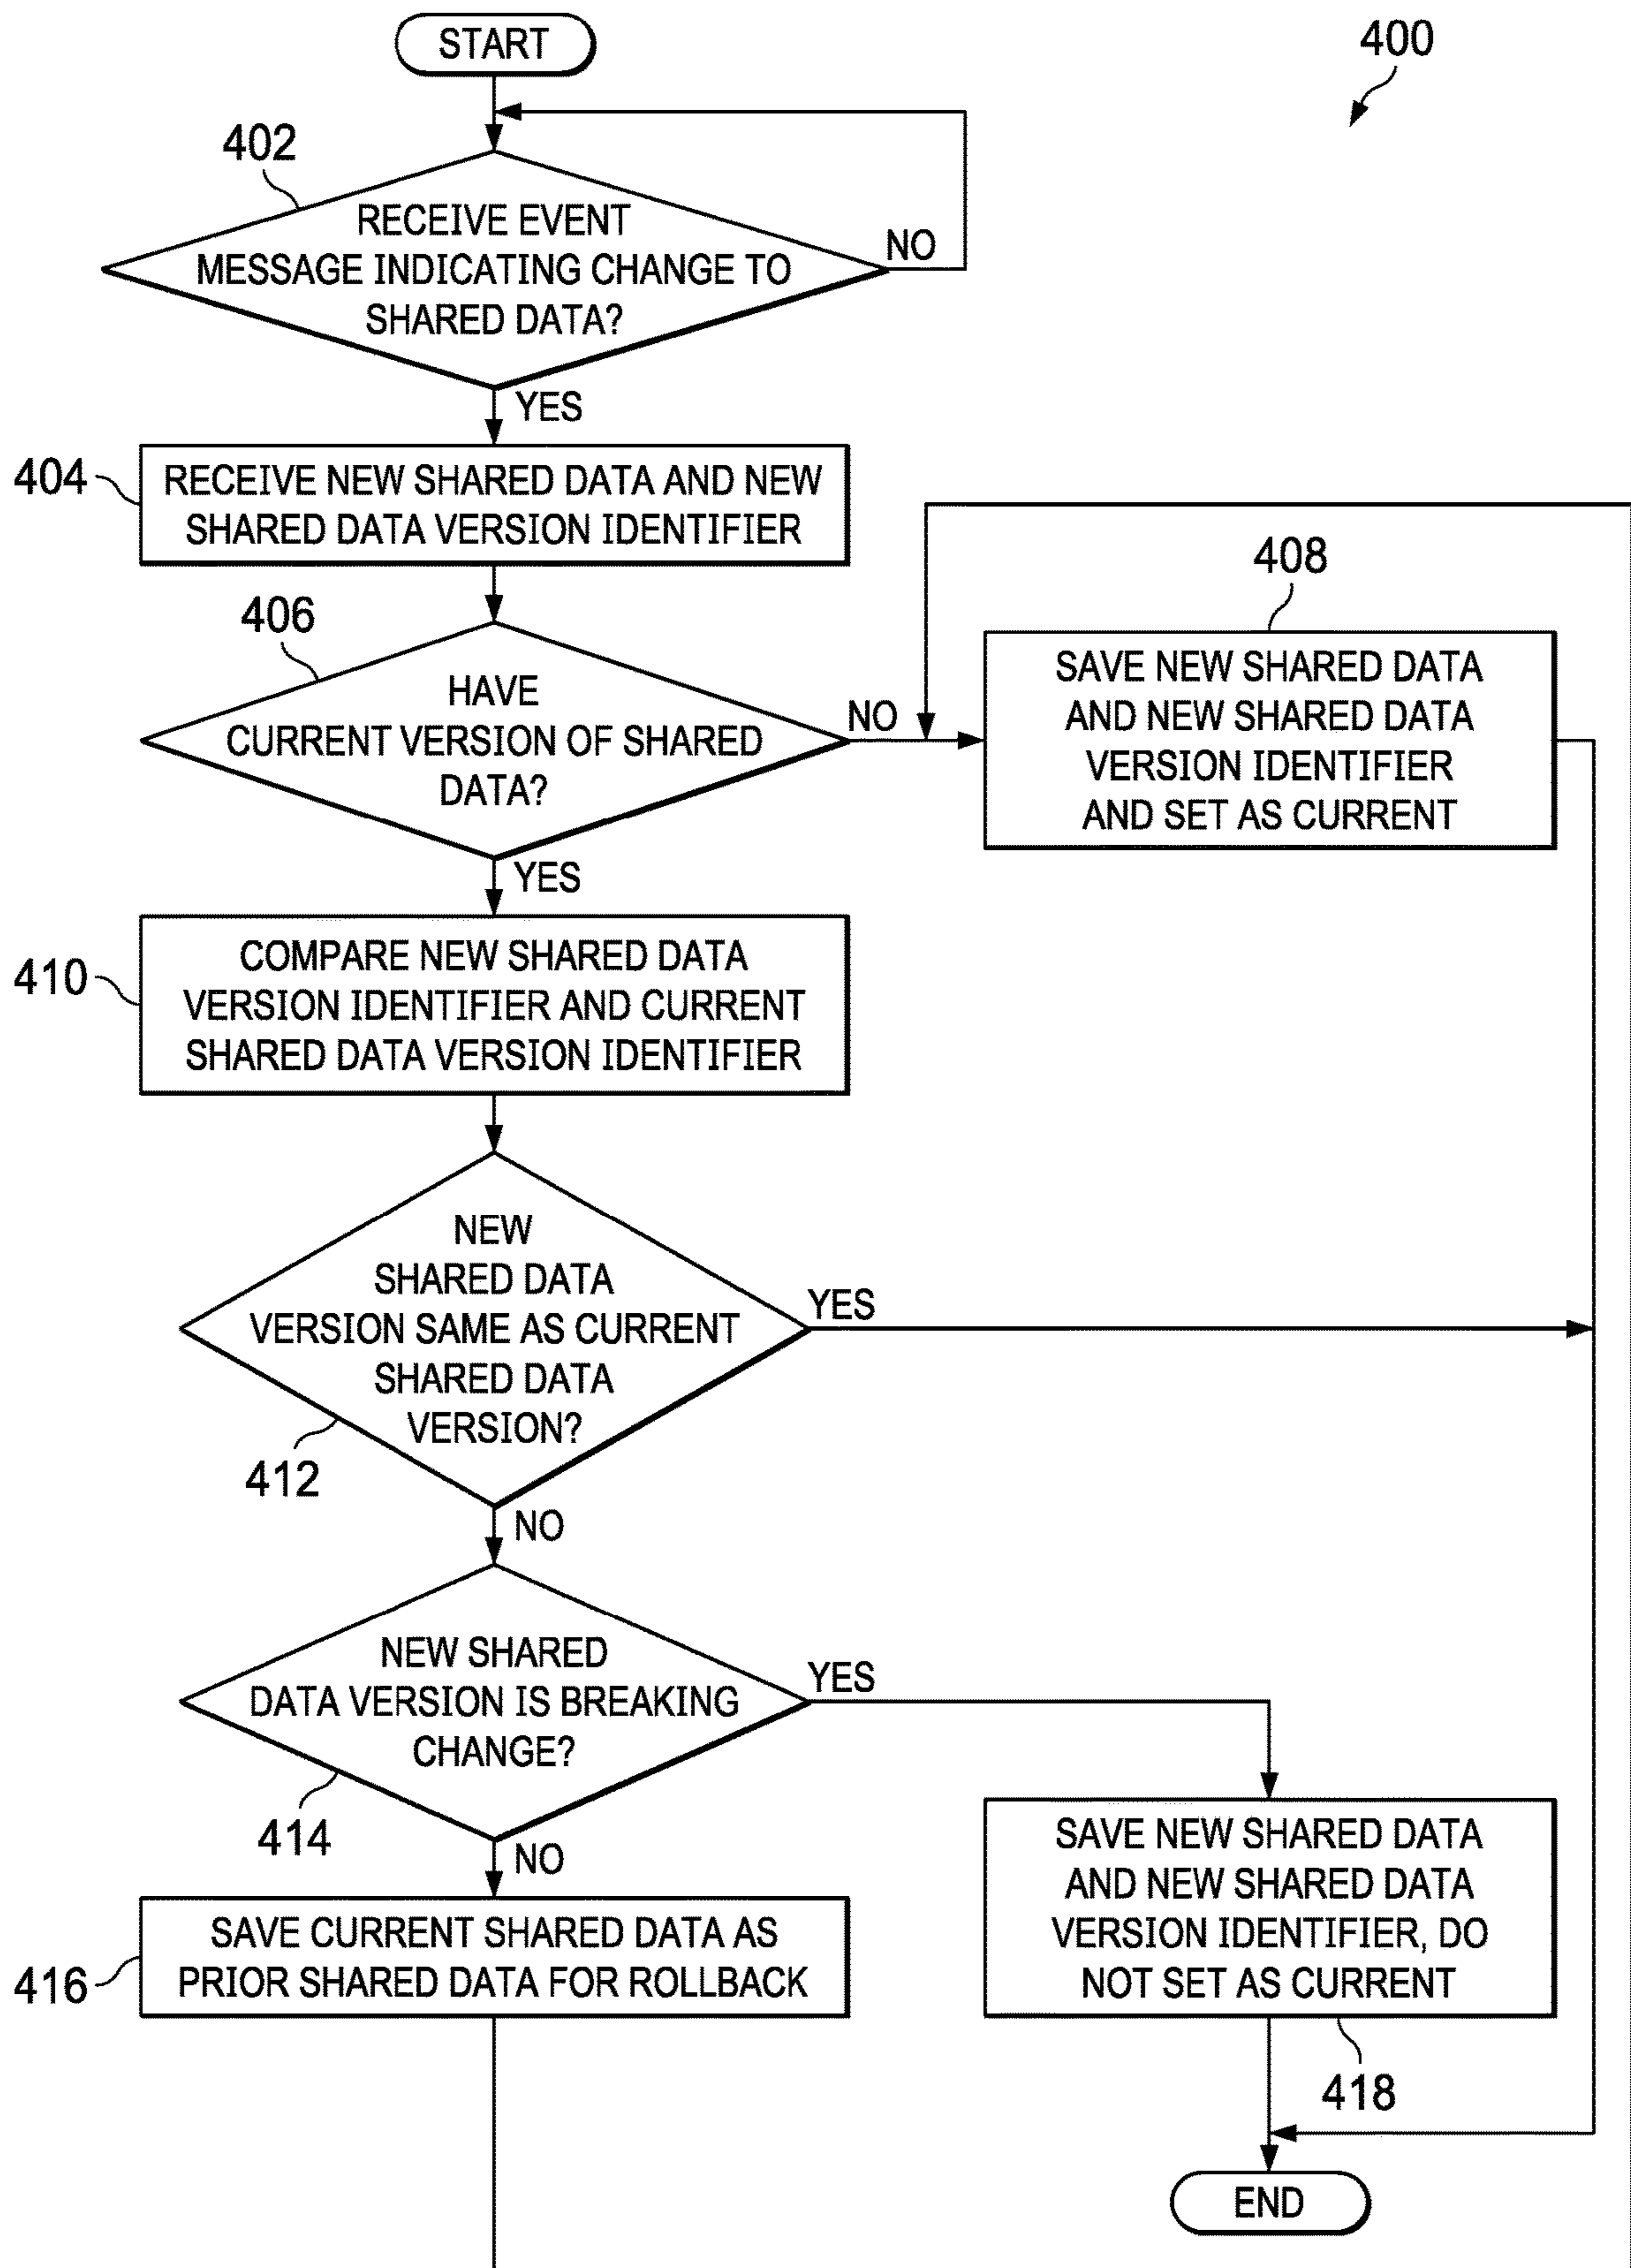 START
400
402
RECEIVE EVENT
MESSAGE INDICATING CHANGE TO
SHARED DATA?
NO
YES
404
RECEIVE NEW SHARED DATA AND NEW
SHARED DATA VERSION IDENTIFIER
406
HAVE
CURRENT VERSION OF SHARED
DATA?
NO
YES
408
SAVE NEW SHARED DATA
AND NEW SHARED DATA
VERSION IDENTIFIER
AND SET AS CURRENT
410
COMPARE NEW SHARED DATA
VERSION IDENTIFIER AND CURRENT
SHARED DATA VERSION IDENTIFIER
NEW
SHARED DATA
VERSION SAME AS CURRENT
SHARED DATA
VERSION?
YES
412
NO
NEW SHARED
DATA VERSION IS BREAKING
CHANGE?
YES
414
NO
416
SAVE CURRENT SHARED DATA AS
PRIOR SHARED DATA FOR ROLLBACK
SAVE NEW SHARED DATA
AND NEW SHARED DATA
VERSION IDENTIFIER, DO
NOT SET AS CURRENT
418
END